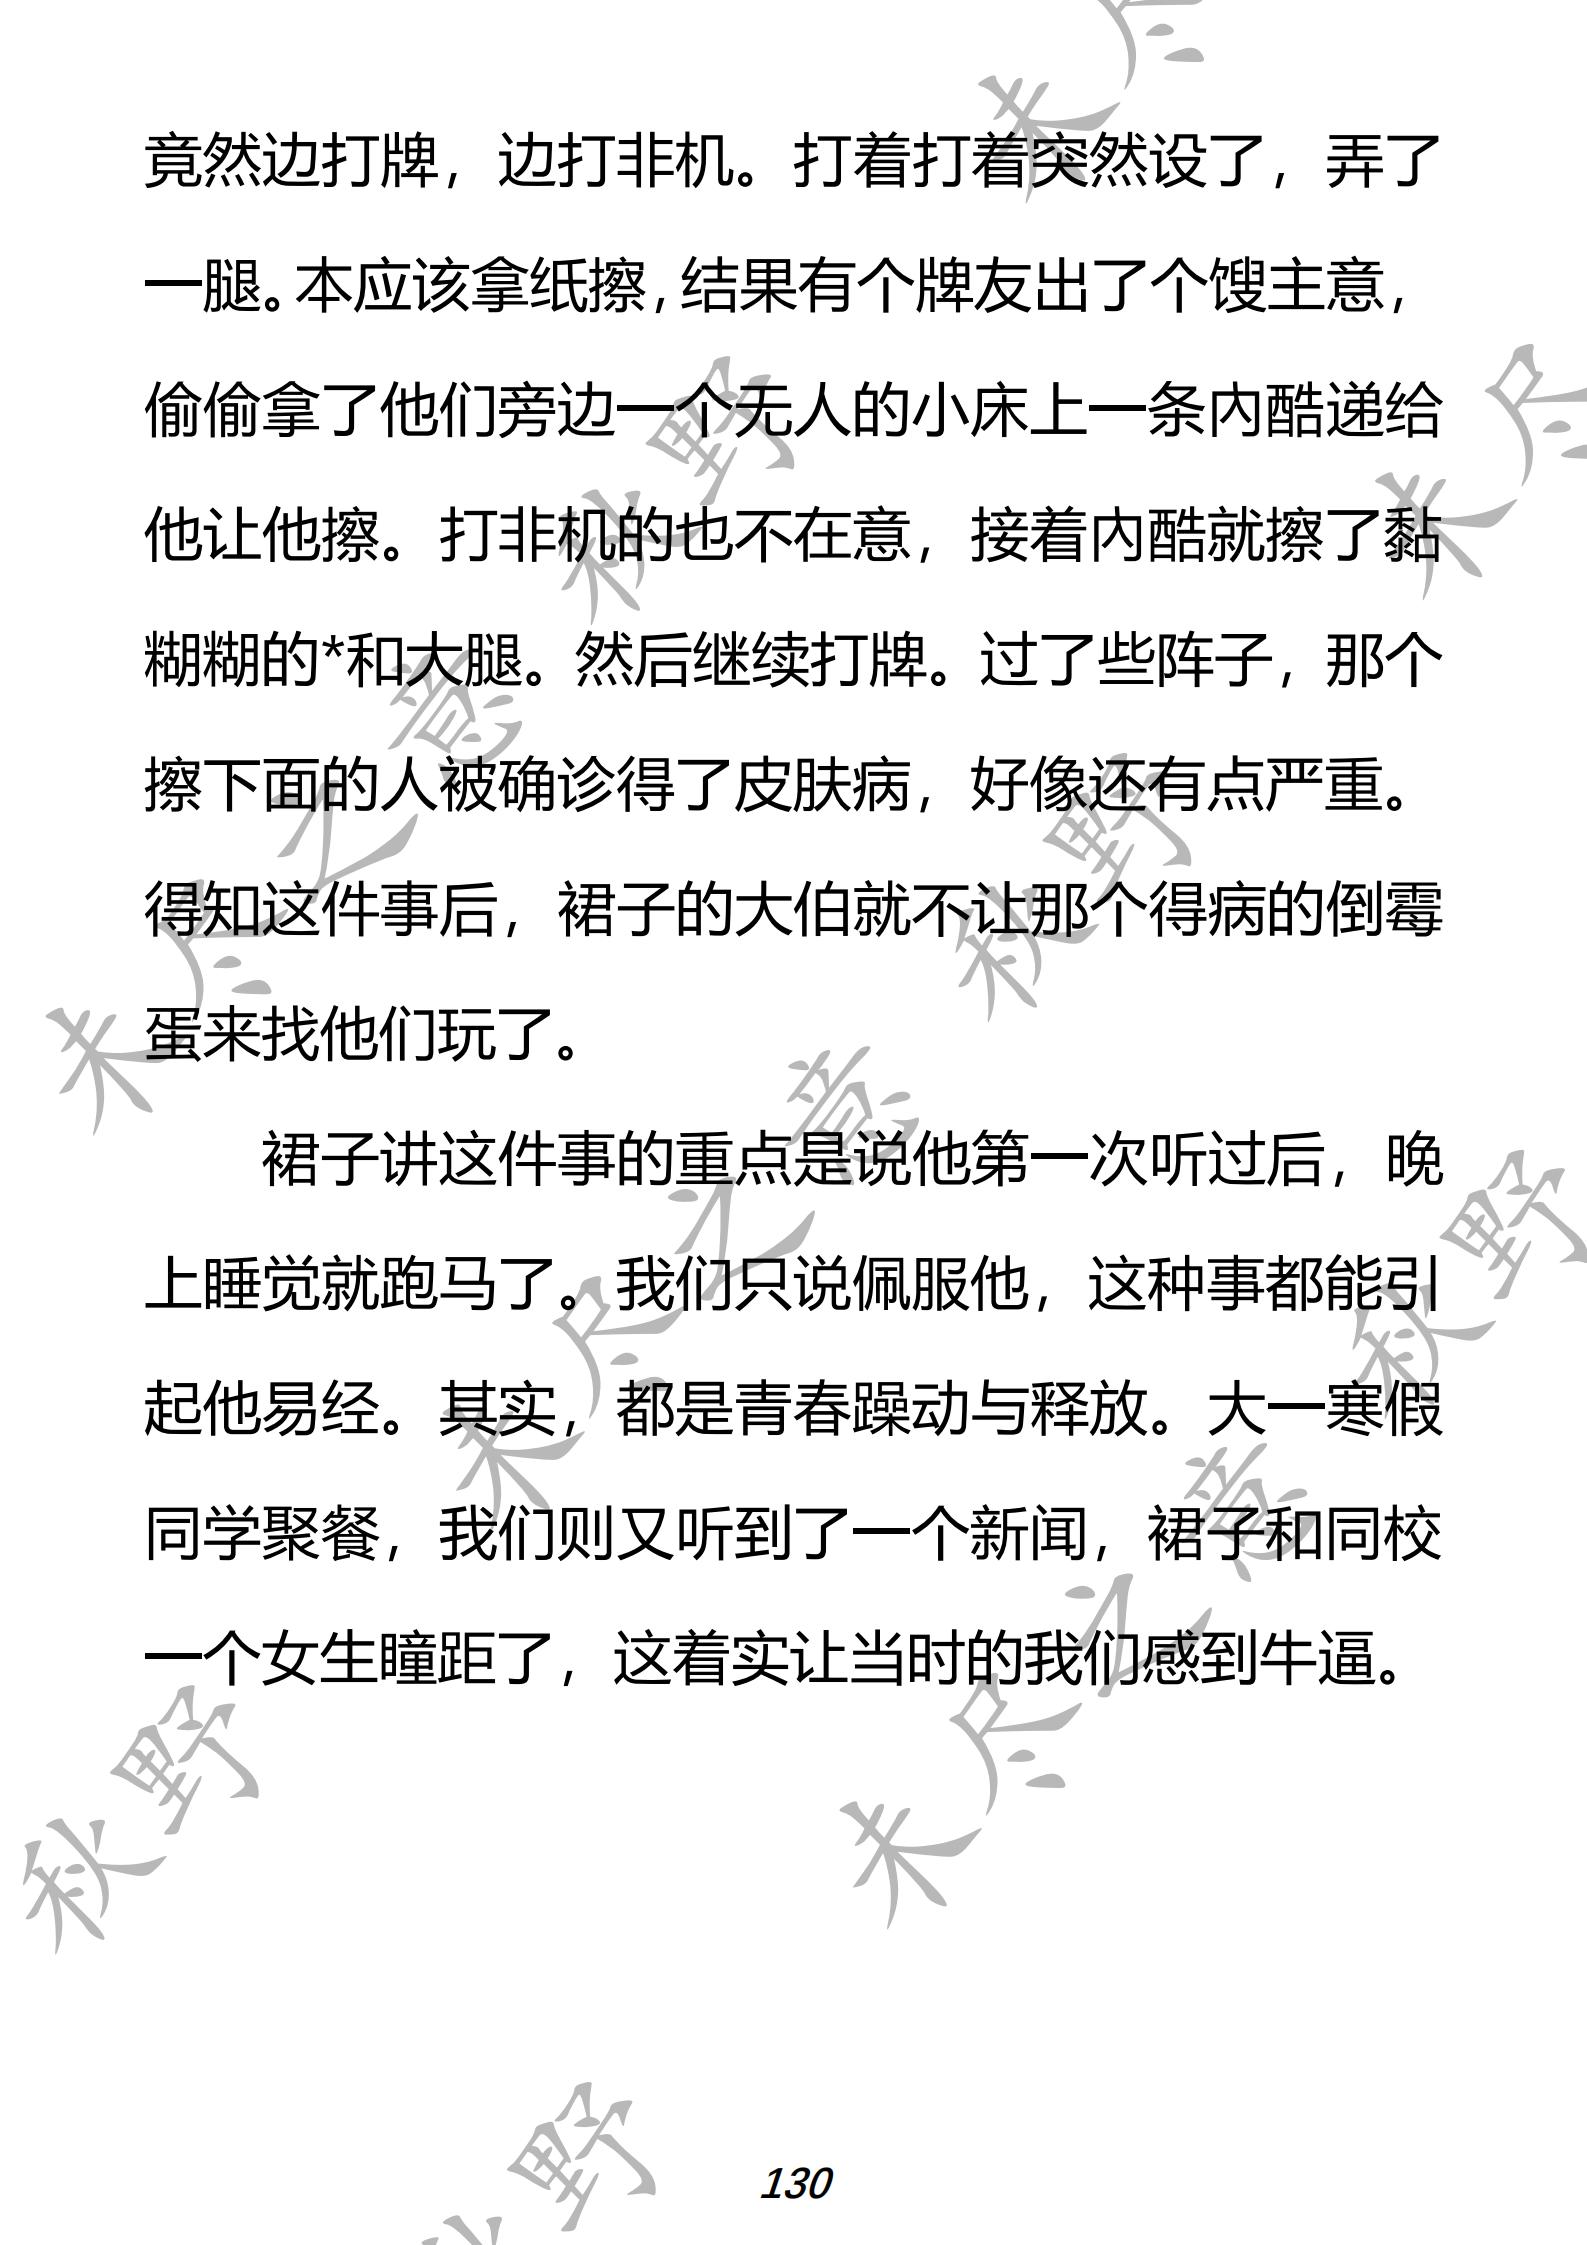 竟然边打牌，边打非机。打着打着突然设了，弄了
一腿。本应该拿纸擦，结果有个牌友出了个馊主意，
偷偷拿了他们旁边一个无人的小床上一条内酷递给
他让他擦。打非机的也不在意，接着内酷就擦了黏
糊糊的*和大腿。然后继续打牌。过了些阵子，那个
擦下面的人被确诊得了皮肤病，好像还有点严重。
得知这件事后，裙子的大伯就不让那个得病的倒霉
蛋来找他们玩了。
裙子讲这件事的重点是说他第一次听过后，晚
上睡觉就跑马了。我们只说佩服他，这种事都能引
起他易经。其实，都是青春躁动与释放。大一寒假
同学聚餐，我们则又听到了一个新闻，裙子和同校
一个女生瞳距了，这着实让当时的我们感到牛逼。
130
未尽
未尽
未尽之意 秋野
未尽之意 秋野
未尽之意 秋野
秋野
秋野